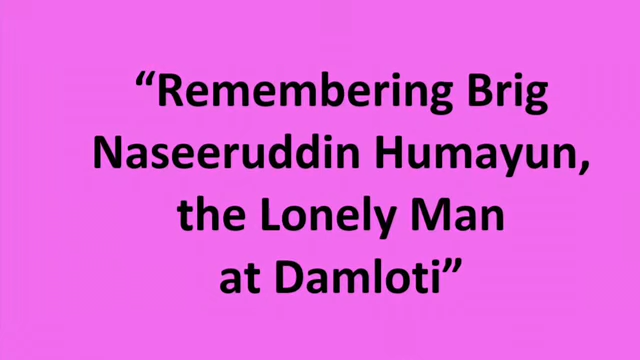 “Remembering Brig
Naseeruddin Humayun,
the Lonely Man
at Damloti”